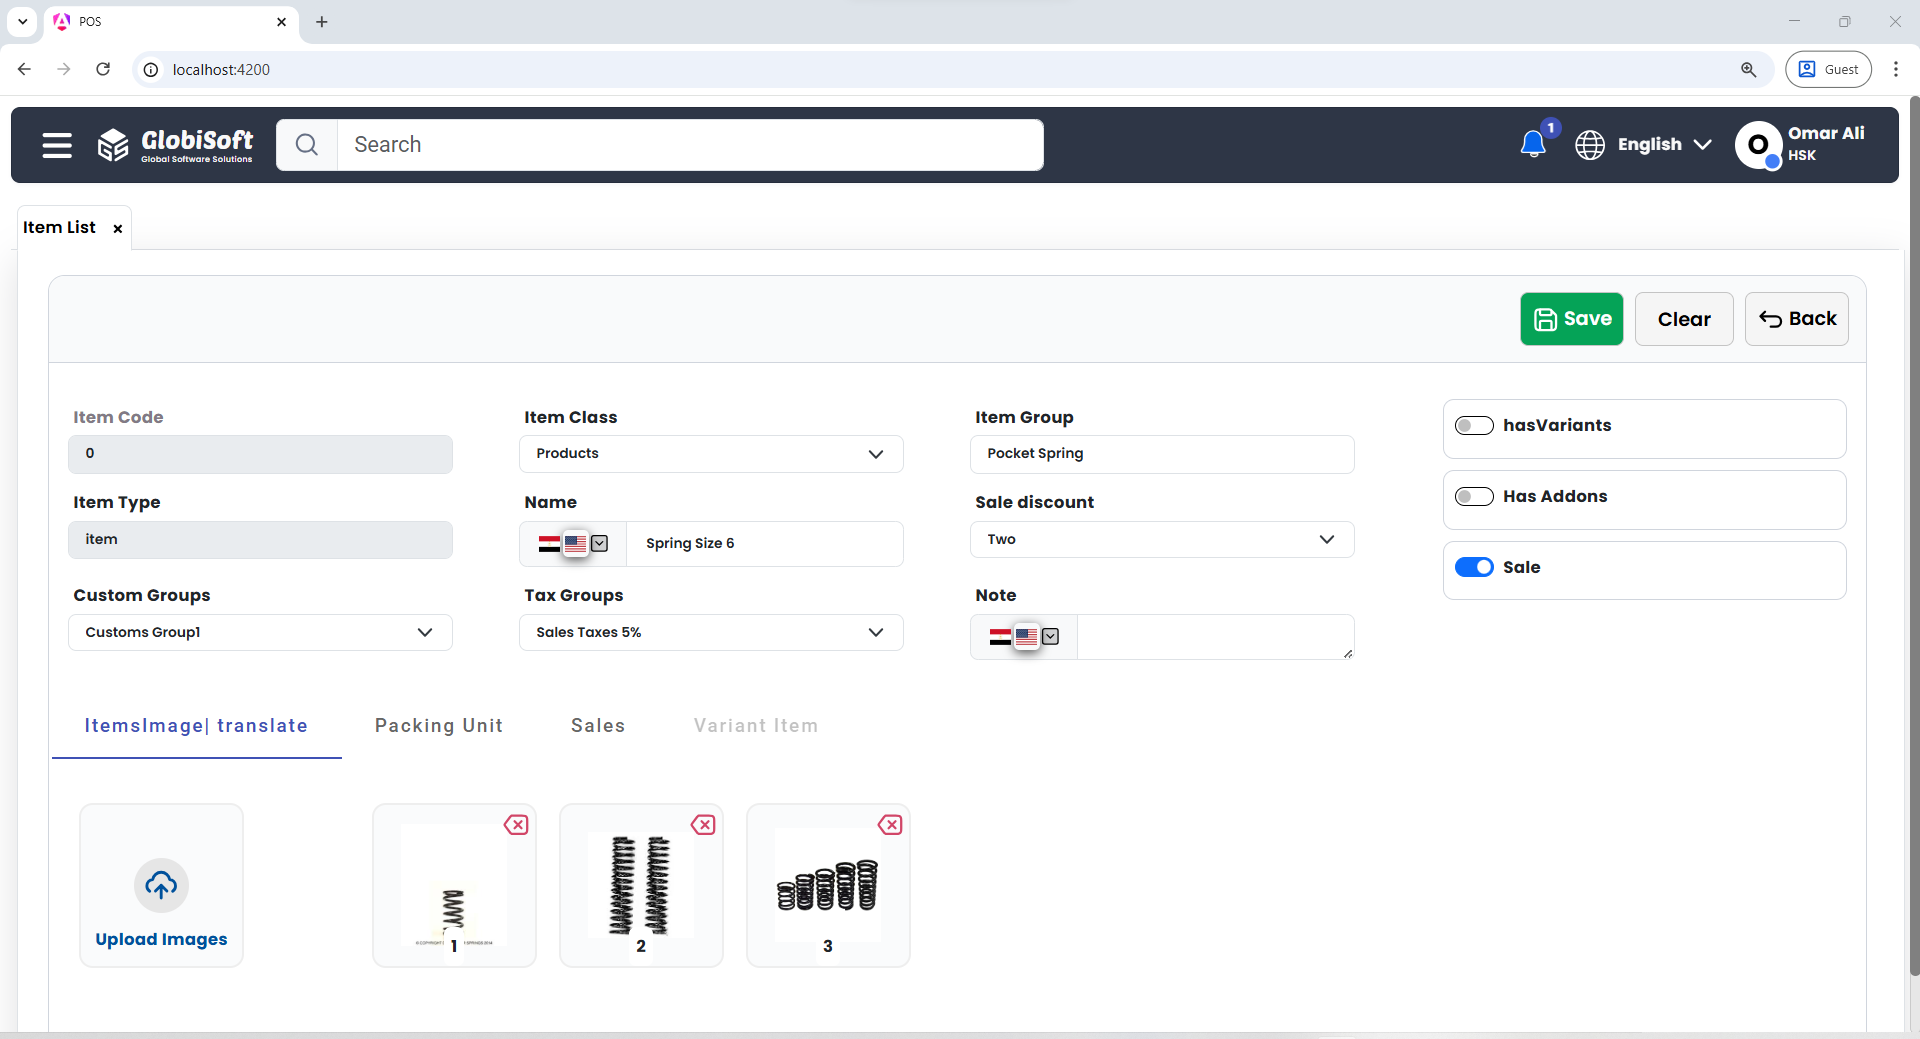 POS
localhost:4200
Guest
GlobiSoft
Global Software Solutions
Search
1
English
O
Omar Ali
HSK
Item List
Save
Clear
Back
Item Code
0
Item Class
Products
Item Group
Pocket Spring
hasVariants
Item Type
item
Name
Spring Size 6
Sale discount
Two
Has Addons
Sale
Custom Groups
Customs Group1
Tax Groups
Sales Taxes 5%
Note
ItemsImage| translate
Packing Unit
Sales
Variant Item
Upload Images
1
2
3